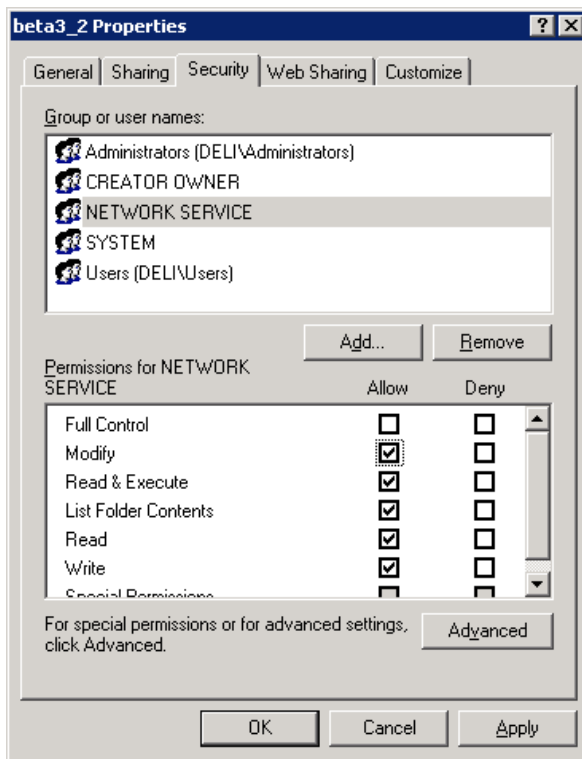 beta3_2 Properties
General Sharing Security Web Sharing Customize
Group or user names:
Administrators (DELI\Administrators)
CREATOR OWNER
NETWORK SERVICE
SYSTEM
Users (DELI\Users)
Add... Remove
Permissions for NETWORK
SERVICE Allow Deny
Full Control
Modify
Read & Execute
List Folder Contents
Read
Write
Special Permissions
For special permissions or for advanced settings, click Advanced.
Advanced
OK Cancel Apply